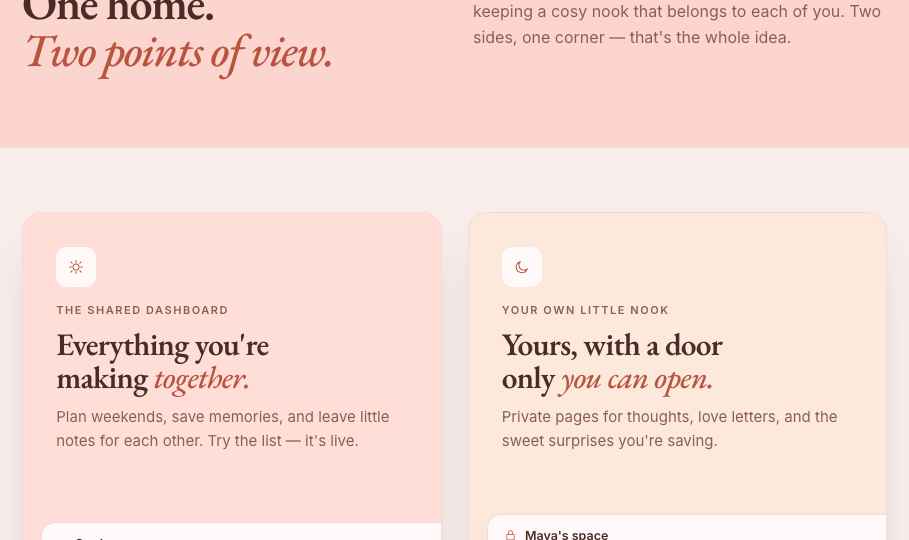 One home.
Two points of view.
keeping a cosy nook that belongs to each of you. Two
sides, one corner — that's the whole idea.
THE SHARED DASHBOARD
Everything you're
making together.
Plan weekends, save memories, and leave little
notes for each other. Try the list — it's live.
YOUR OWN LITTLE NOOK
Yours, with a door
only you can open.
Private pages for thoughts, love letters, and the
sweet surprises you're saving.
Maya's space